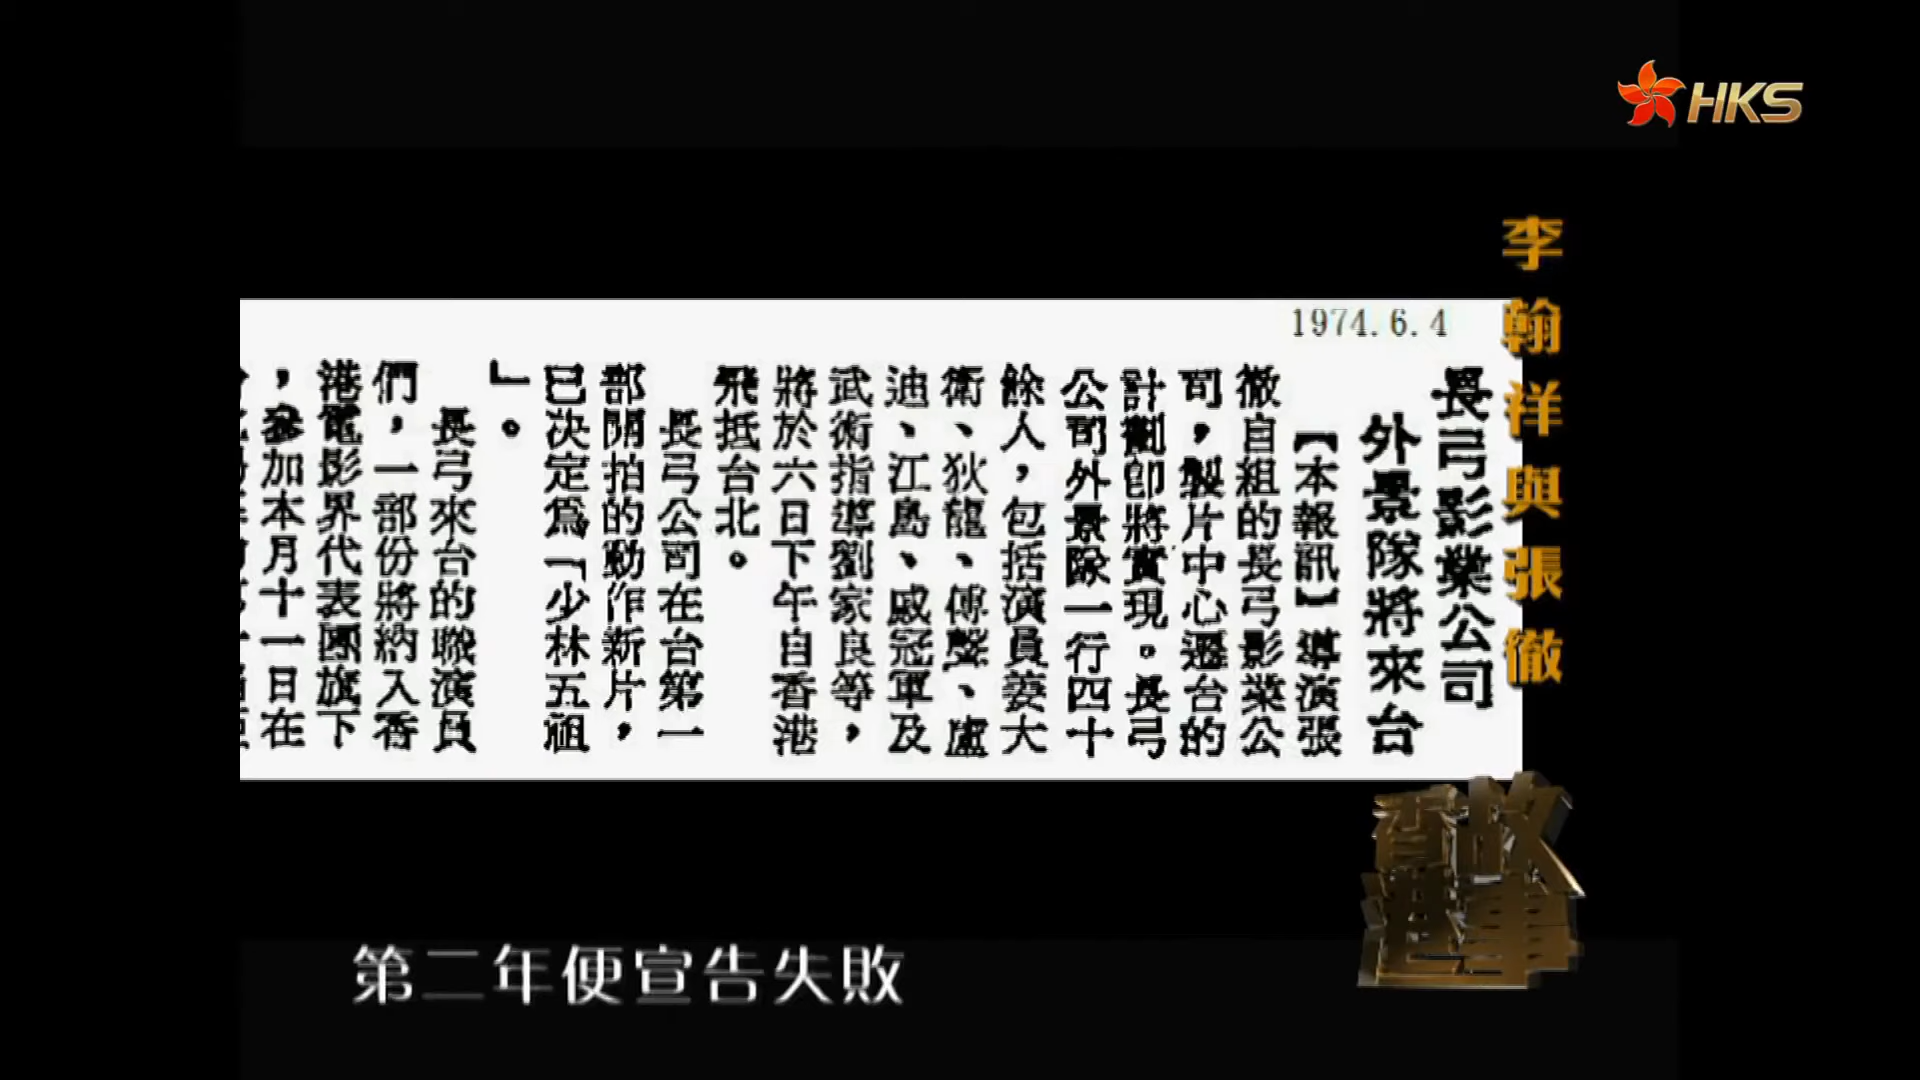 HKS
李翰祥與張徹
1974.6.4
長弓影業公司
外景隊將來台
【本報訊】導演張
徹自組的長弓影業公
司，製片中心遷台的
計劃卽將實現。長弓
公司外景隊一行四十
餘人，包括演員姜大
衛、狄龍、傅聲、盧
迪、江島、戚冠軍及
武術指導劉家良等，
將於六日下午自香港
飛抵台北。
長弓公司在台第一
部開拍的動作新片，
已決定爲「少林五祖
」。
長弓來台的職演員
們，一部份將納入香
港電影界代表團旗下
，參加本月十一日在
第二年便宣告失敗